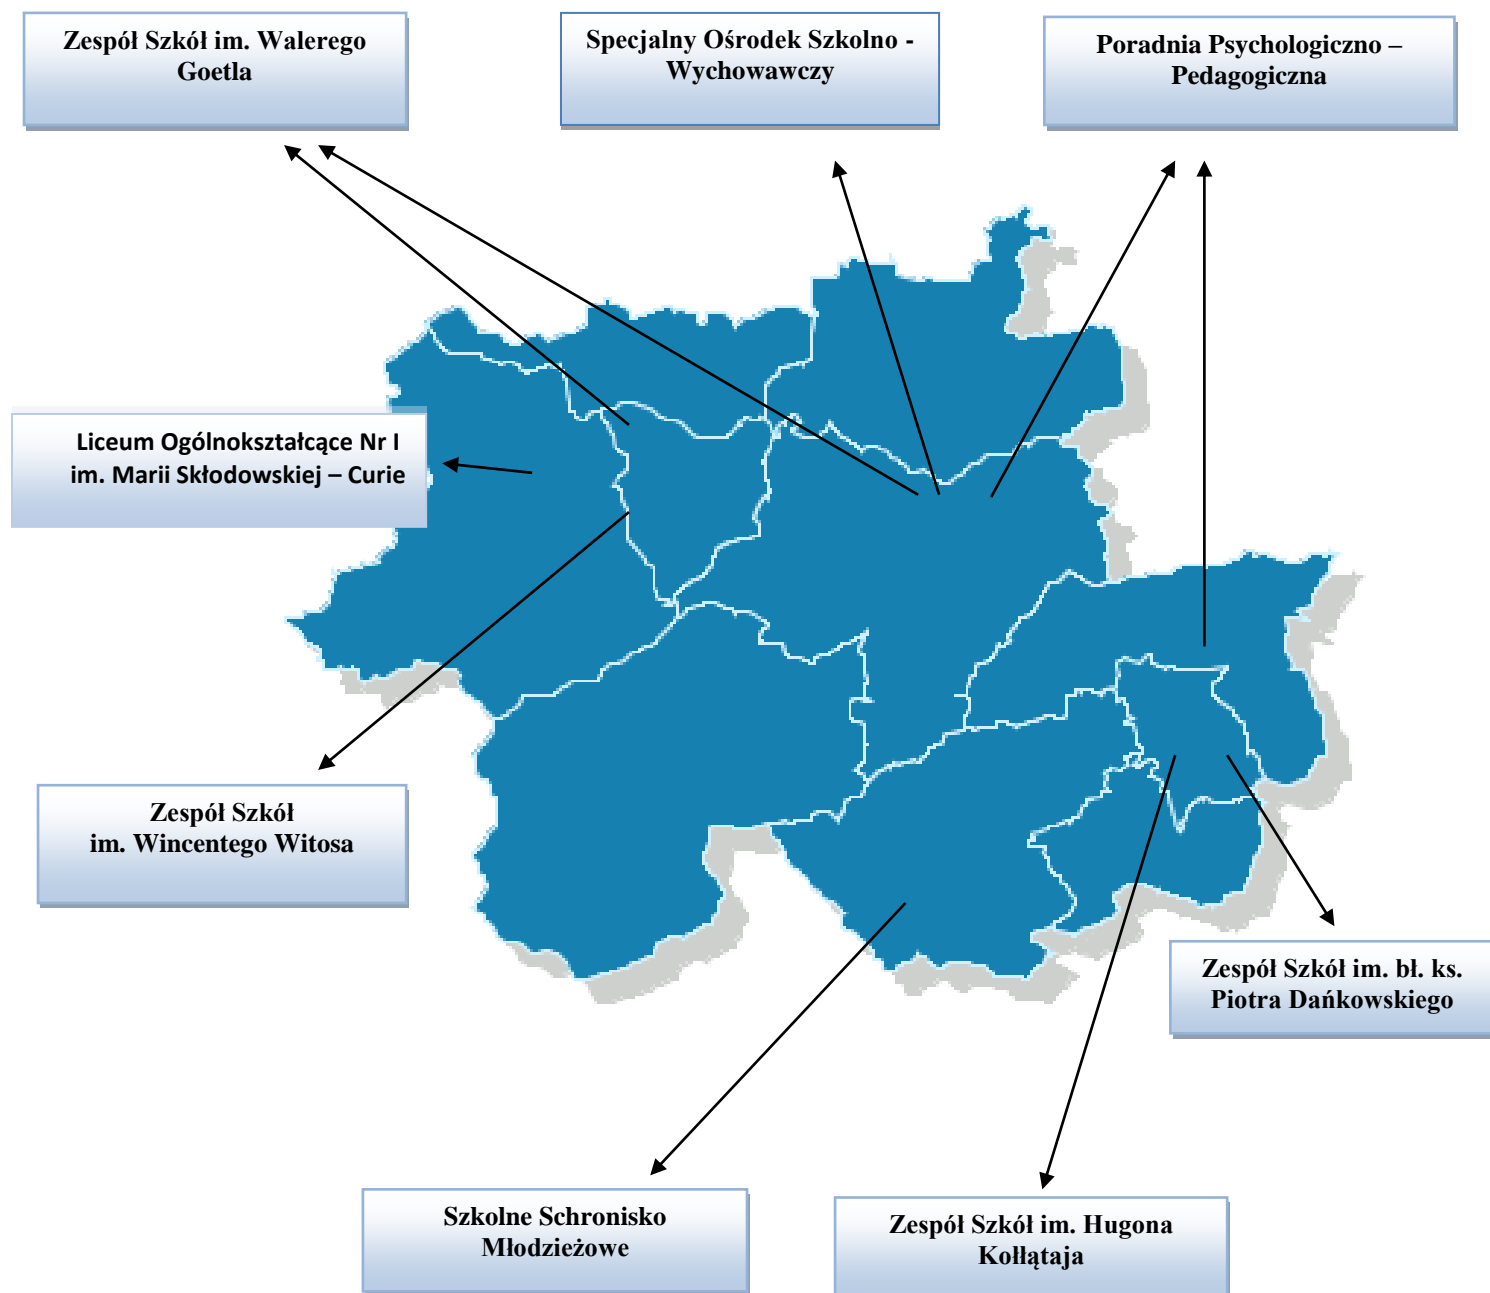 Zespół Szkół im. Walerego
Goetla
Specjalny Ośrodek Szkolno -
Wychowawczy
Poradnia Psychologiczno –
Pedagogiczna
Liceum Ogólnokształcące Nr I
im. Marii Skłodowskiej – Curie
Zespół Szkół
im. Wincentego Witosa
Zespół Szkół im. bł. ks.
Piotra Dańkowskiego
Szkolne Schronisko
Młodzieżowe
Zespół Szkół im. Hugona
Kołłątaja